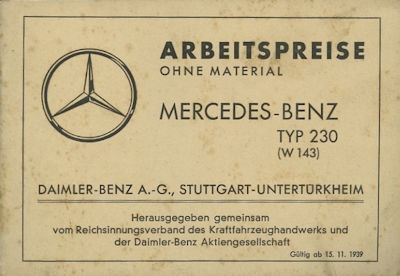 ARBEITSPREISE
OHNE MATERIAL
MERCEDES-BENZ
TYP 230
(W 143)
DAIMLER-BENZ A.-G., STUTTGART-UNTERTÜRKHEIM
Herausgegeben gemeinsam
vom Reichsinnungsverband des Kraftfahrzeughandwerks und
der Daimler-Benz Aktiengesellschaft
Gültig ab 15. 11. 1939